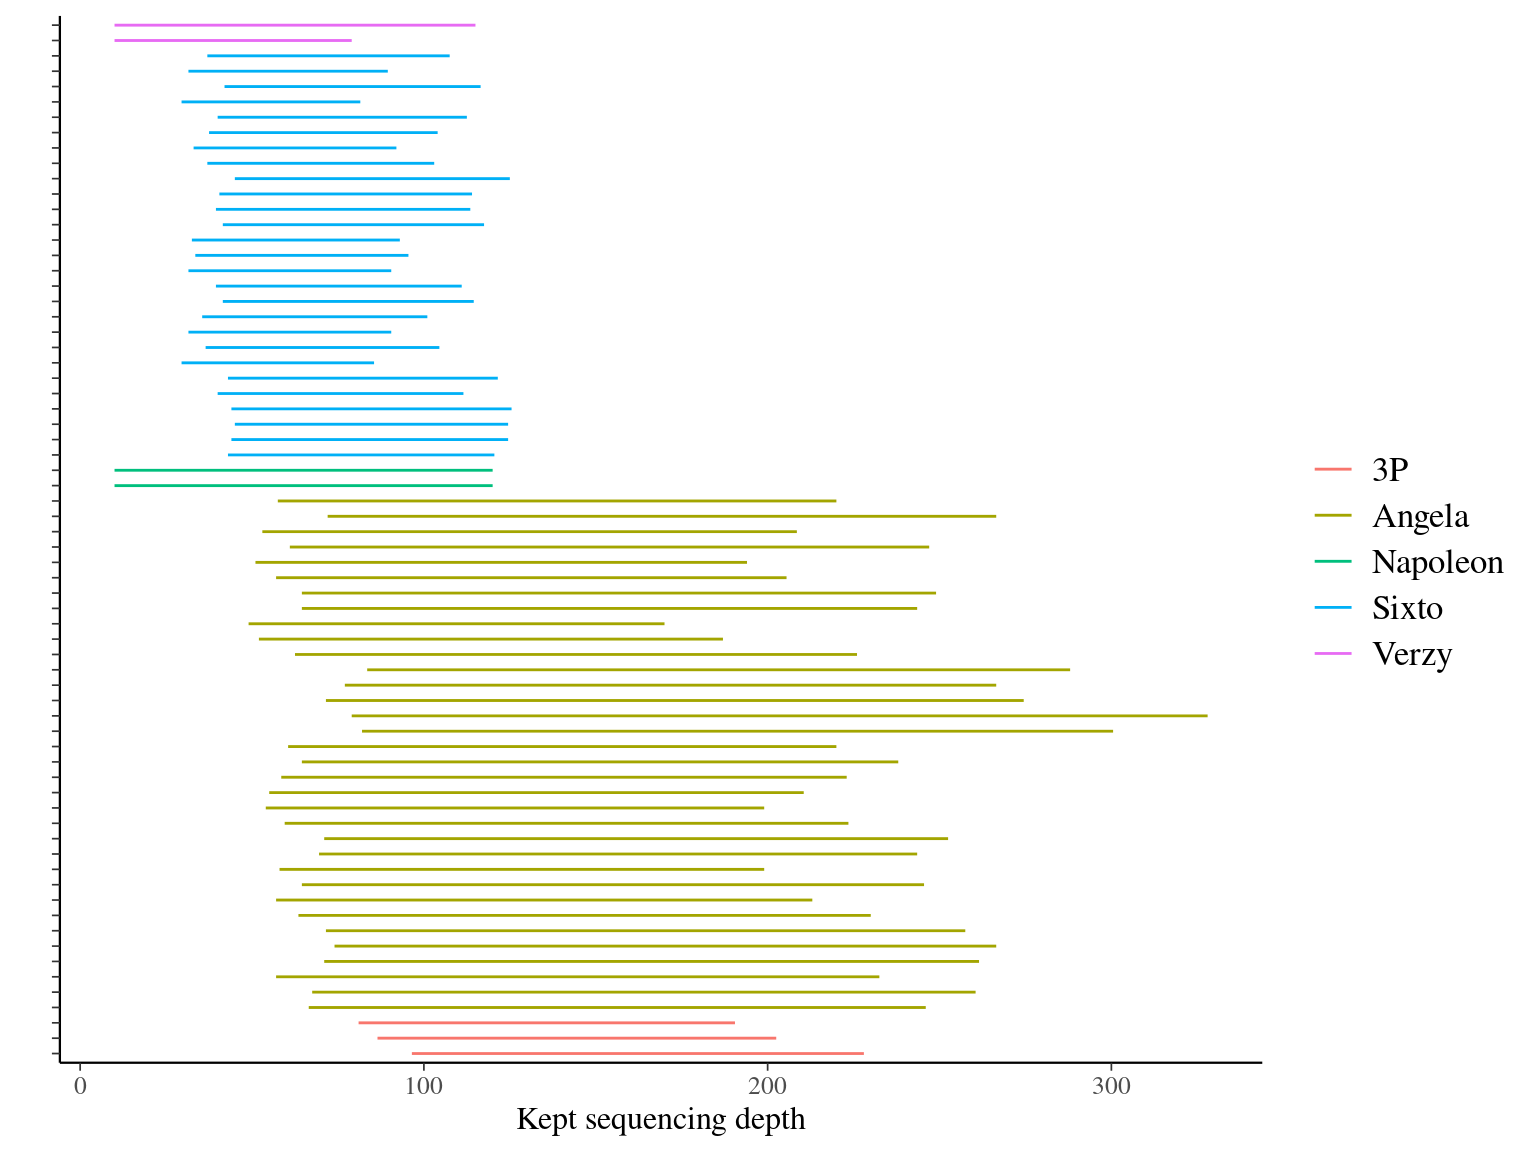 3P
Angela
Napoleon
Sixto
Verzy
0 100 200 300
Kept sequencing depth